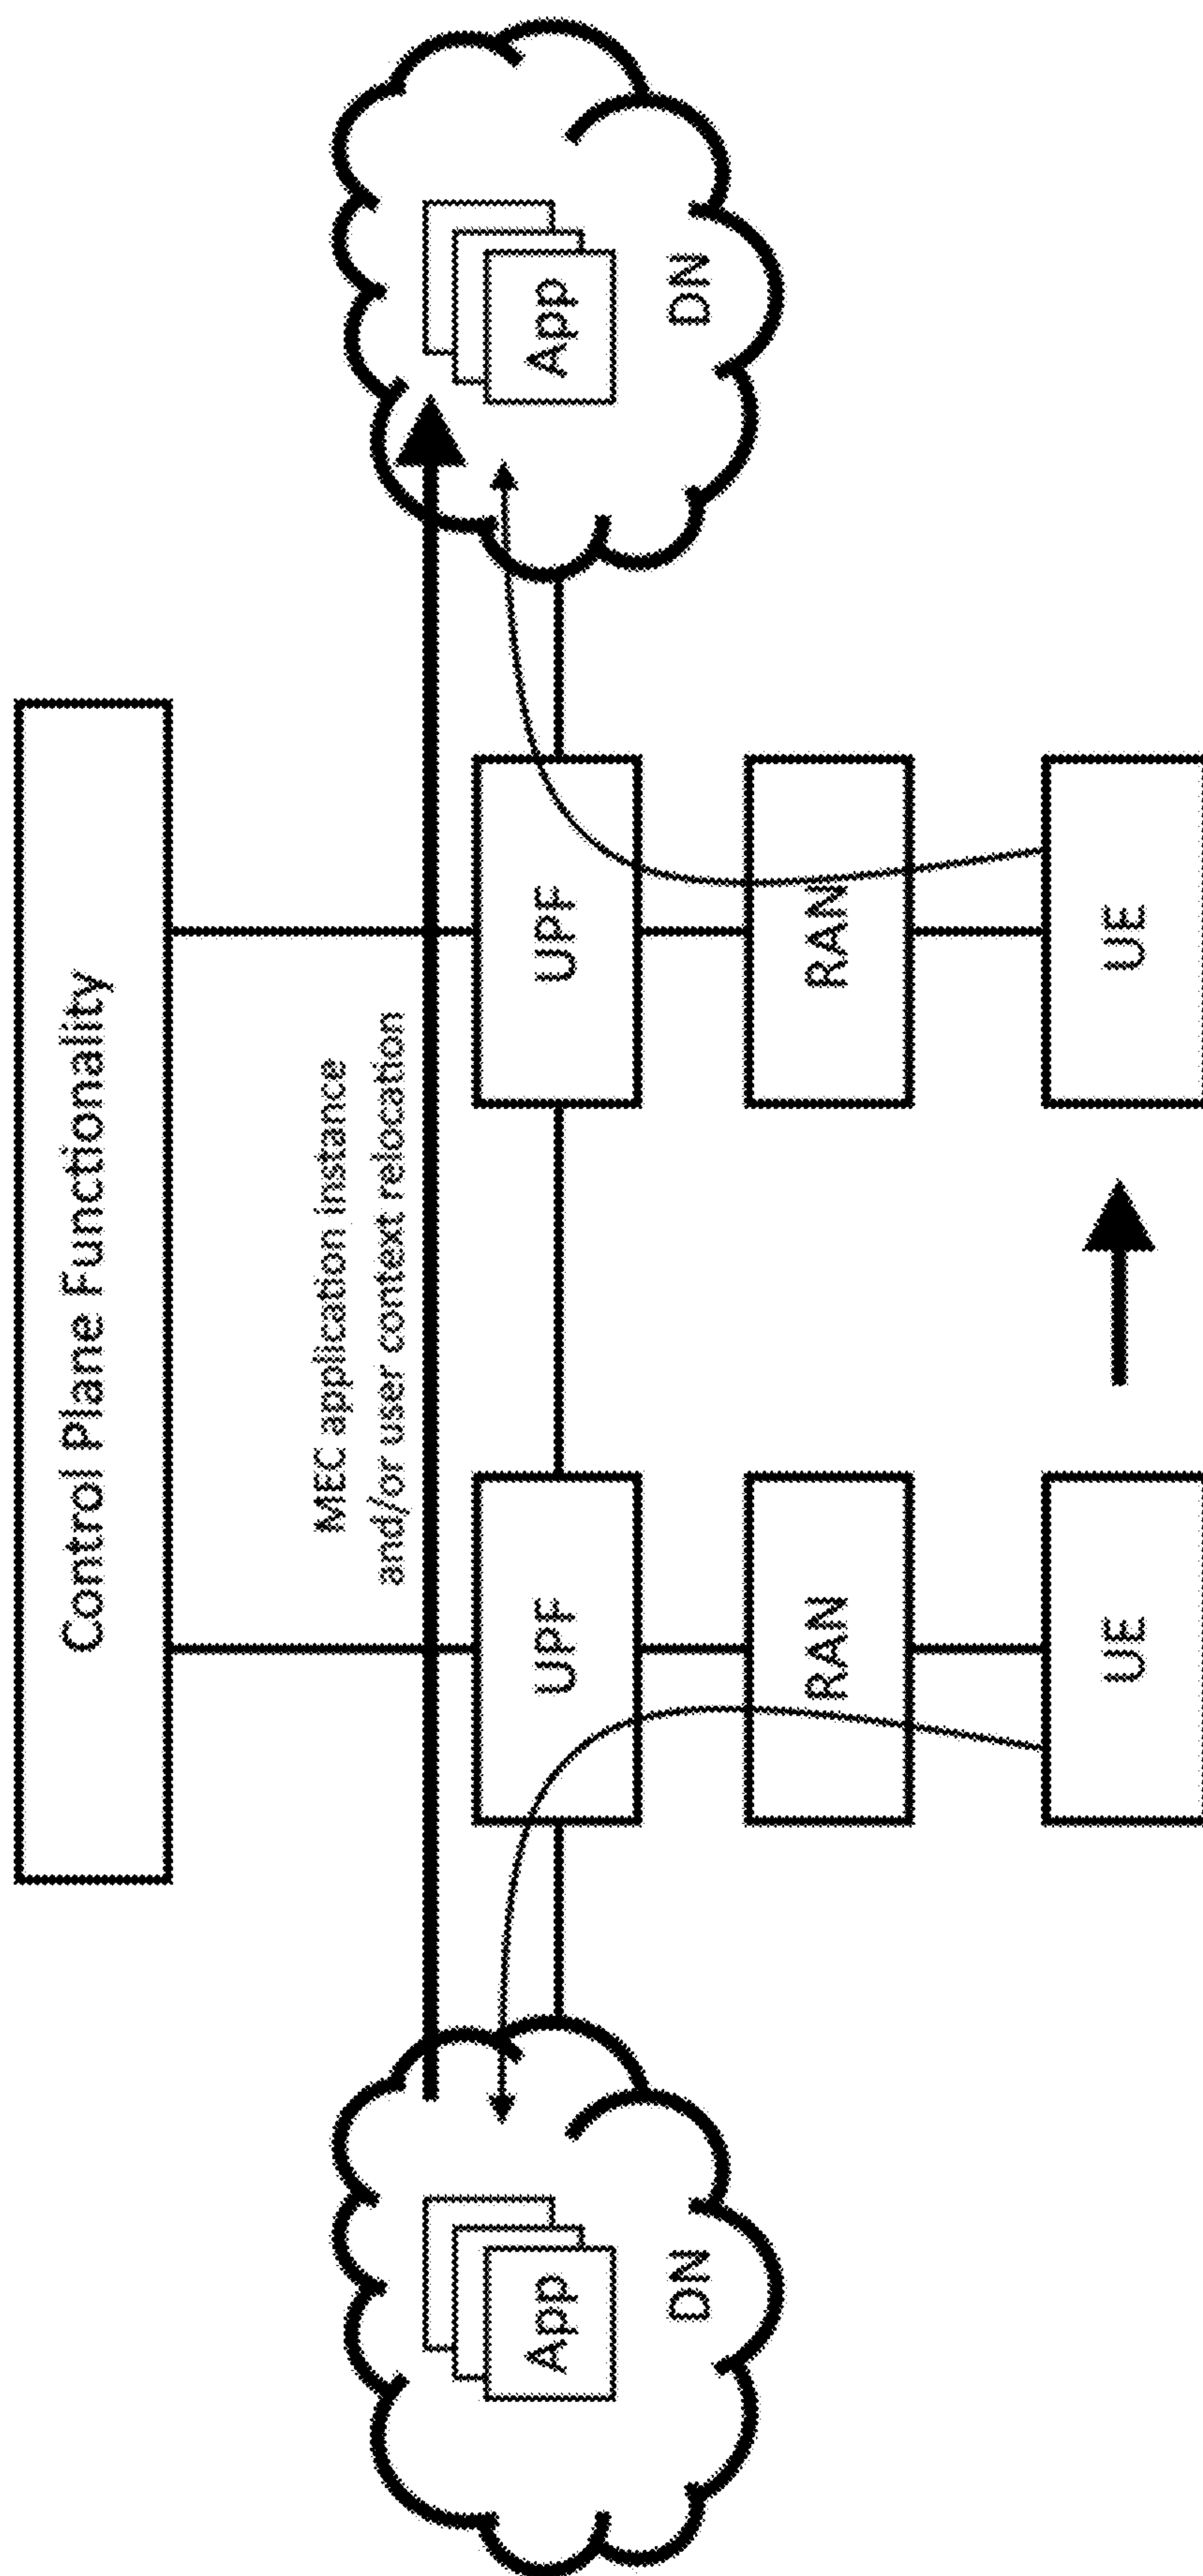 Control Plane Functionality
MEC application instance
and/or user context relocation
App
DN
UPF
UPF
App
DN
RAN
RAN
UE
UE